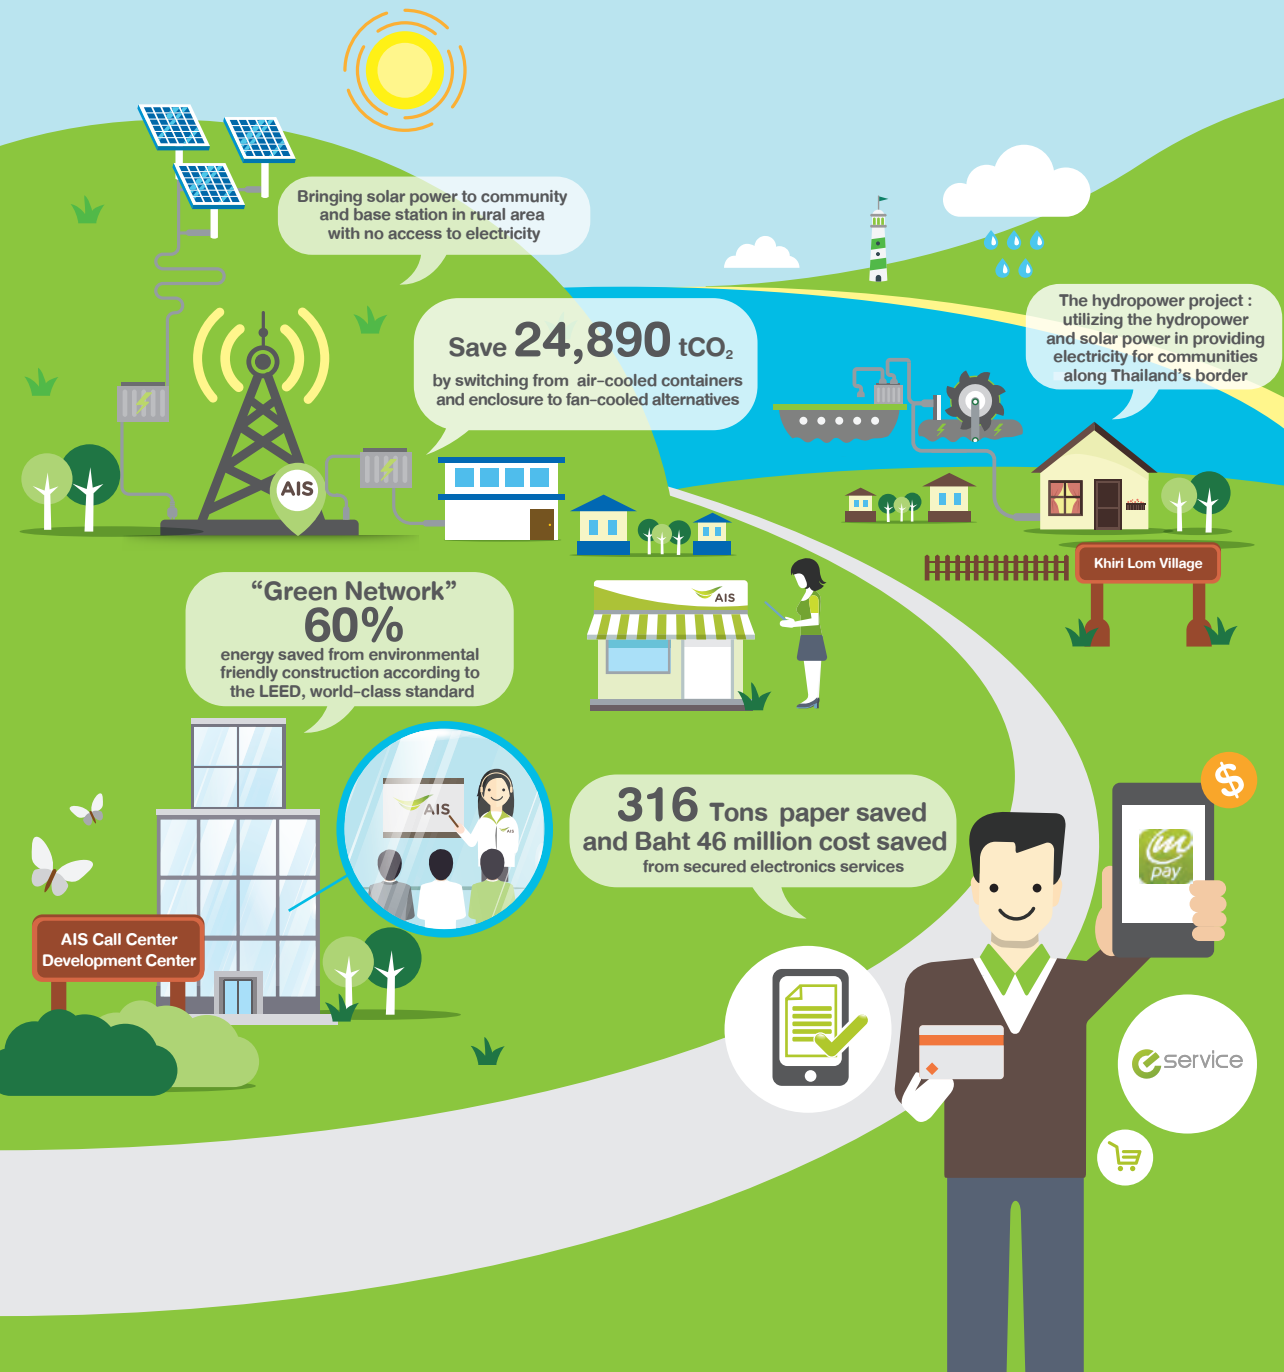 Bringing solar power to community
and base station in rural area
with no access to electricity
Save 24,890 tCO₂
by switching from air-cooled containers
and enclosure to fan-cooled alternatives
The hydropower project :
utilizing the hydropower
and solar power in providing
electricity for communities
along Thailand's border
AIS
Khiri Lom Village
"Green Network"
60%
energy saved from environmental
friendly construction according to
the LEED, world-class standard
AIS
AIS
AIS
316 Tons paper saved
and Baht 46 million cost saved
from secured electronics services
$
im
pay
AIS Call Center
Development Center
e service